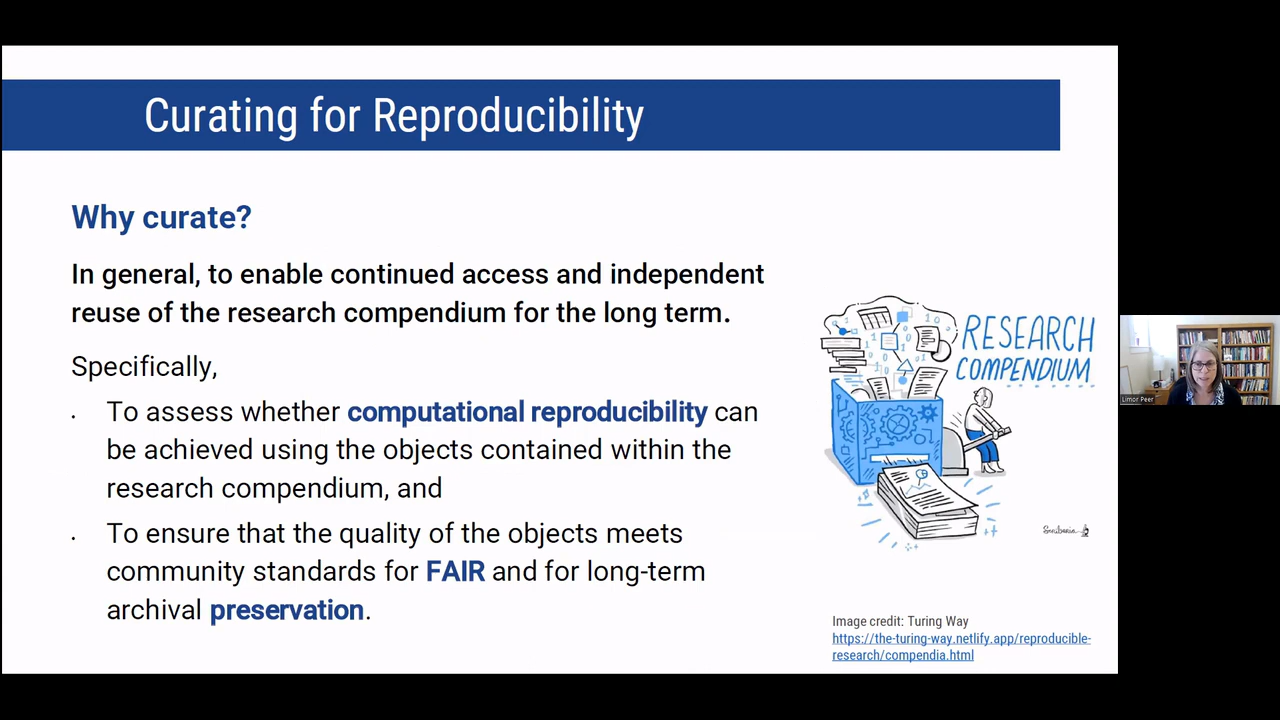 Curating for Reproducibility
Why curate?
In general, to enable continued access and independent
reuse of the research compendium for the long term.
Specifically,
• To assess whether computational reproducibility can
be achieved using the objects contained within the
research compendium, and
• To ensure that the quality of the objects meets
community standards for FAIR and for long-term
archival preservation.
RESEARCH
COMPENDIUM
Scriberia
Image credit: Turing Way
https://the-turing-way.netlify.app/reproducible-
research/compendia.html
Limor Peer